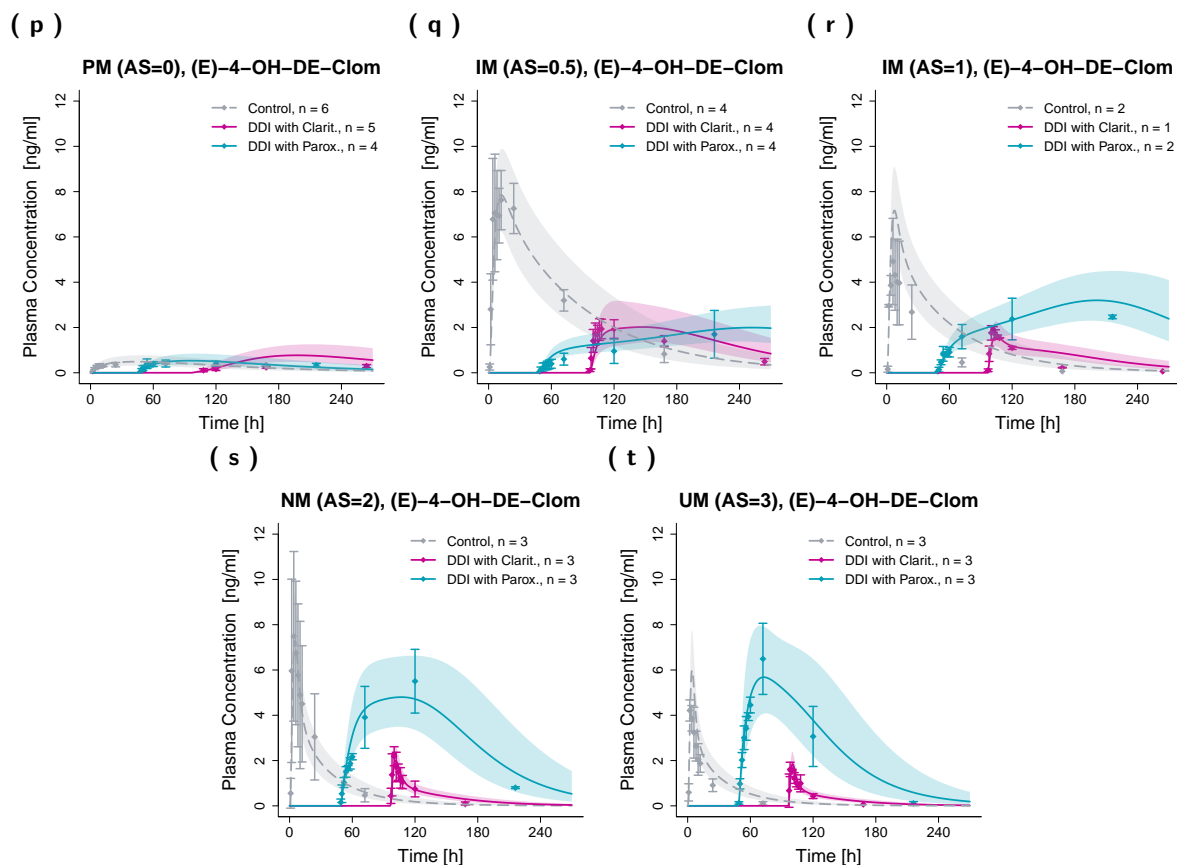 ( p )
( q )
( r )
PM (AS=0), (E)−4−OH−DE−Clom
IM (AS=0.5), (E)−4−OH−DE−Clom
IM (AS=1), (E)−4−OH−DE−Clom
Plasma Concentration [ng/ml]
12
10
8
6
4
2
0
Control, n = 6
DDI with Clarit., n = 5
DDI with Parox., n = 4
0 60 120 180 240
Time [h]
Plasma Concentration [ng/ml]
12
10
8
6
4
2
0
Control, n = 4
DDI with Clarit., n = 4
DDI with Parox., n = 4
0 60 120 180 240
Time [h]
Plasma Concentration [ng/ml]
12
10
8
6
4
2
0
Control, n = 2
DDI with Clarit., n = 1
DDI with Parox., n = 2
0 60 120 180 240
Time [h]
( s )
( t )
NM (AS=2), (E)−4−OH−DE−Clom
UM (AS=3), (E)−4−OH−DE−Clom
Plasma Concentration [ng/ml]
12
10
8
6
4
2
0
Control, n = 3
DDI with Clarit., n = 3
DDI with Parox., n = 3
0 60 120 180 240
Time [h]
Plasma Concentration [ng/ml]
12
10
8
6
4
2
0
Control, n = 3
DDI with Clarit., n = 3
DDI with Parox., n = 3
0 60 120 180 240
Time [h]